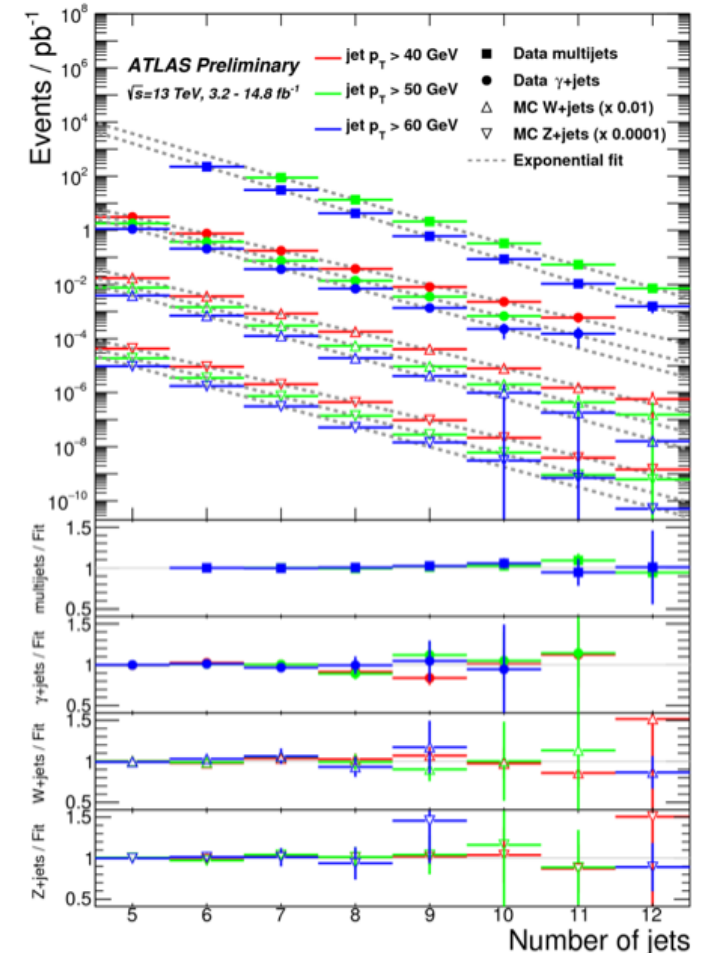 Events / pb⁻¹
10⁸
10⁶
10⁴
10²
1
10⁻²
10⁻⁴
10⁻⁶
10⁻⁸
10⁻¹⁰
ATLAS Preliminary
√s=13 TeV, 3.2 - 14.8 fb⁻¹
jet p_T > 40 GeV
jet p_T > 50 GeV
jet p_T > 60 GeV
Data multijets
Data γ+jets
MC W+jets (x 0.01)
MC Z+jets (x 0.0001)
Exponential fit
multijets / Fit
1.5
1
0.5
γ+jets / Fit
1.5
1
0.5
W+jets / Fit
1.5
1
0.5
Z+jets / Fit
1.5
1
0.5
5 6 7 8 9 10 11 12
Number of jets